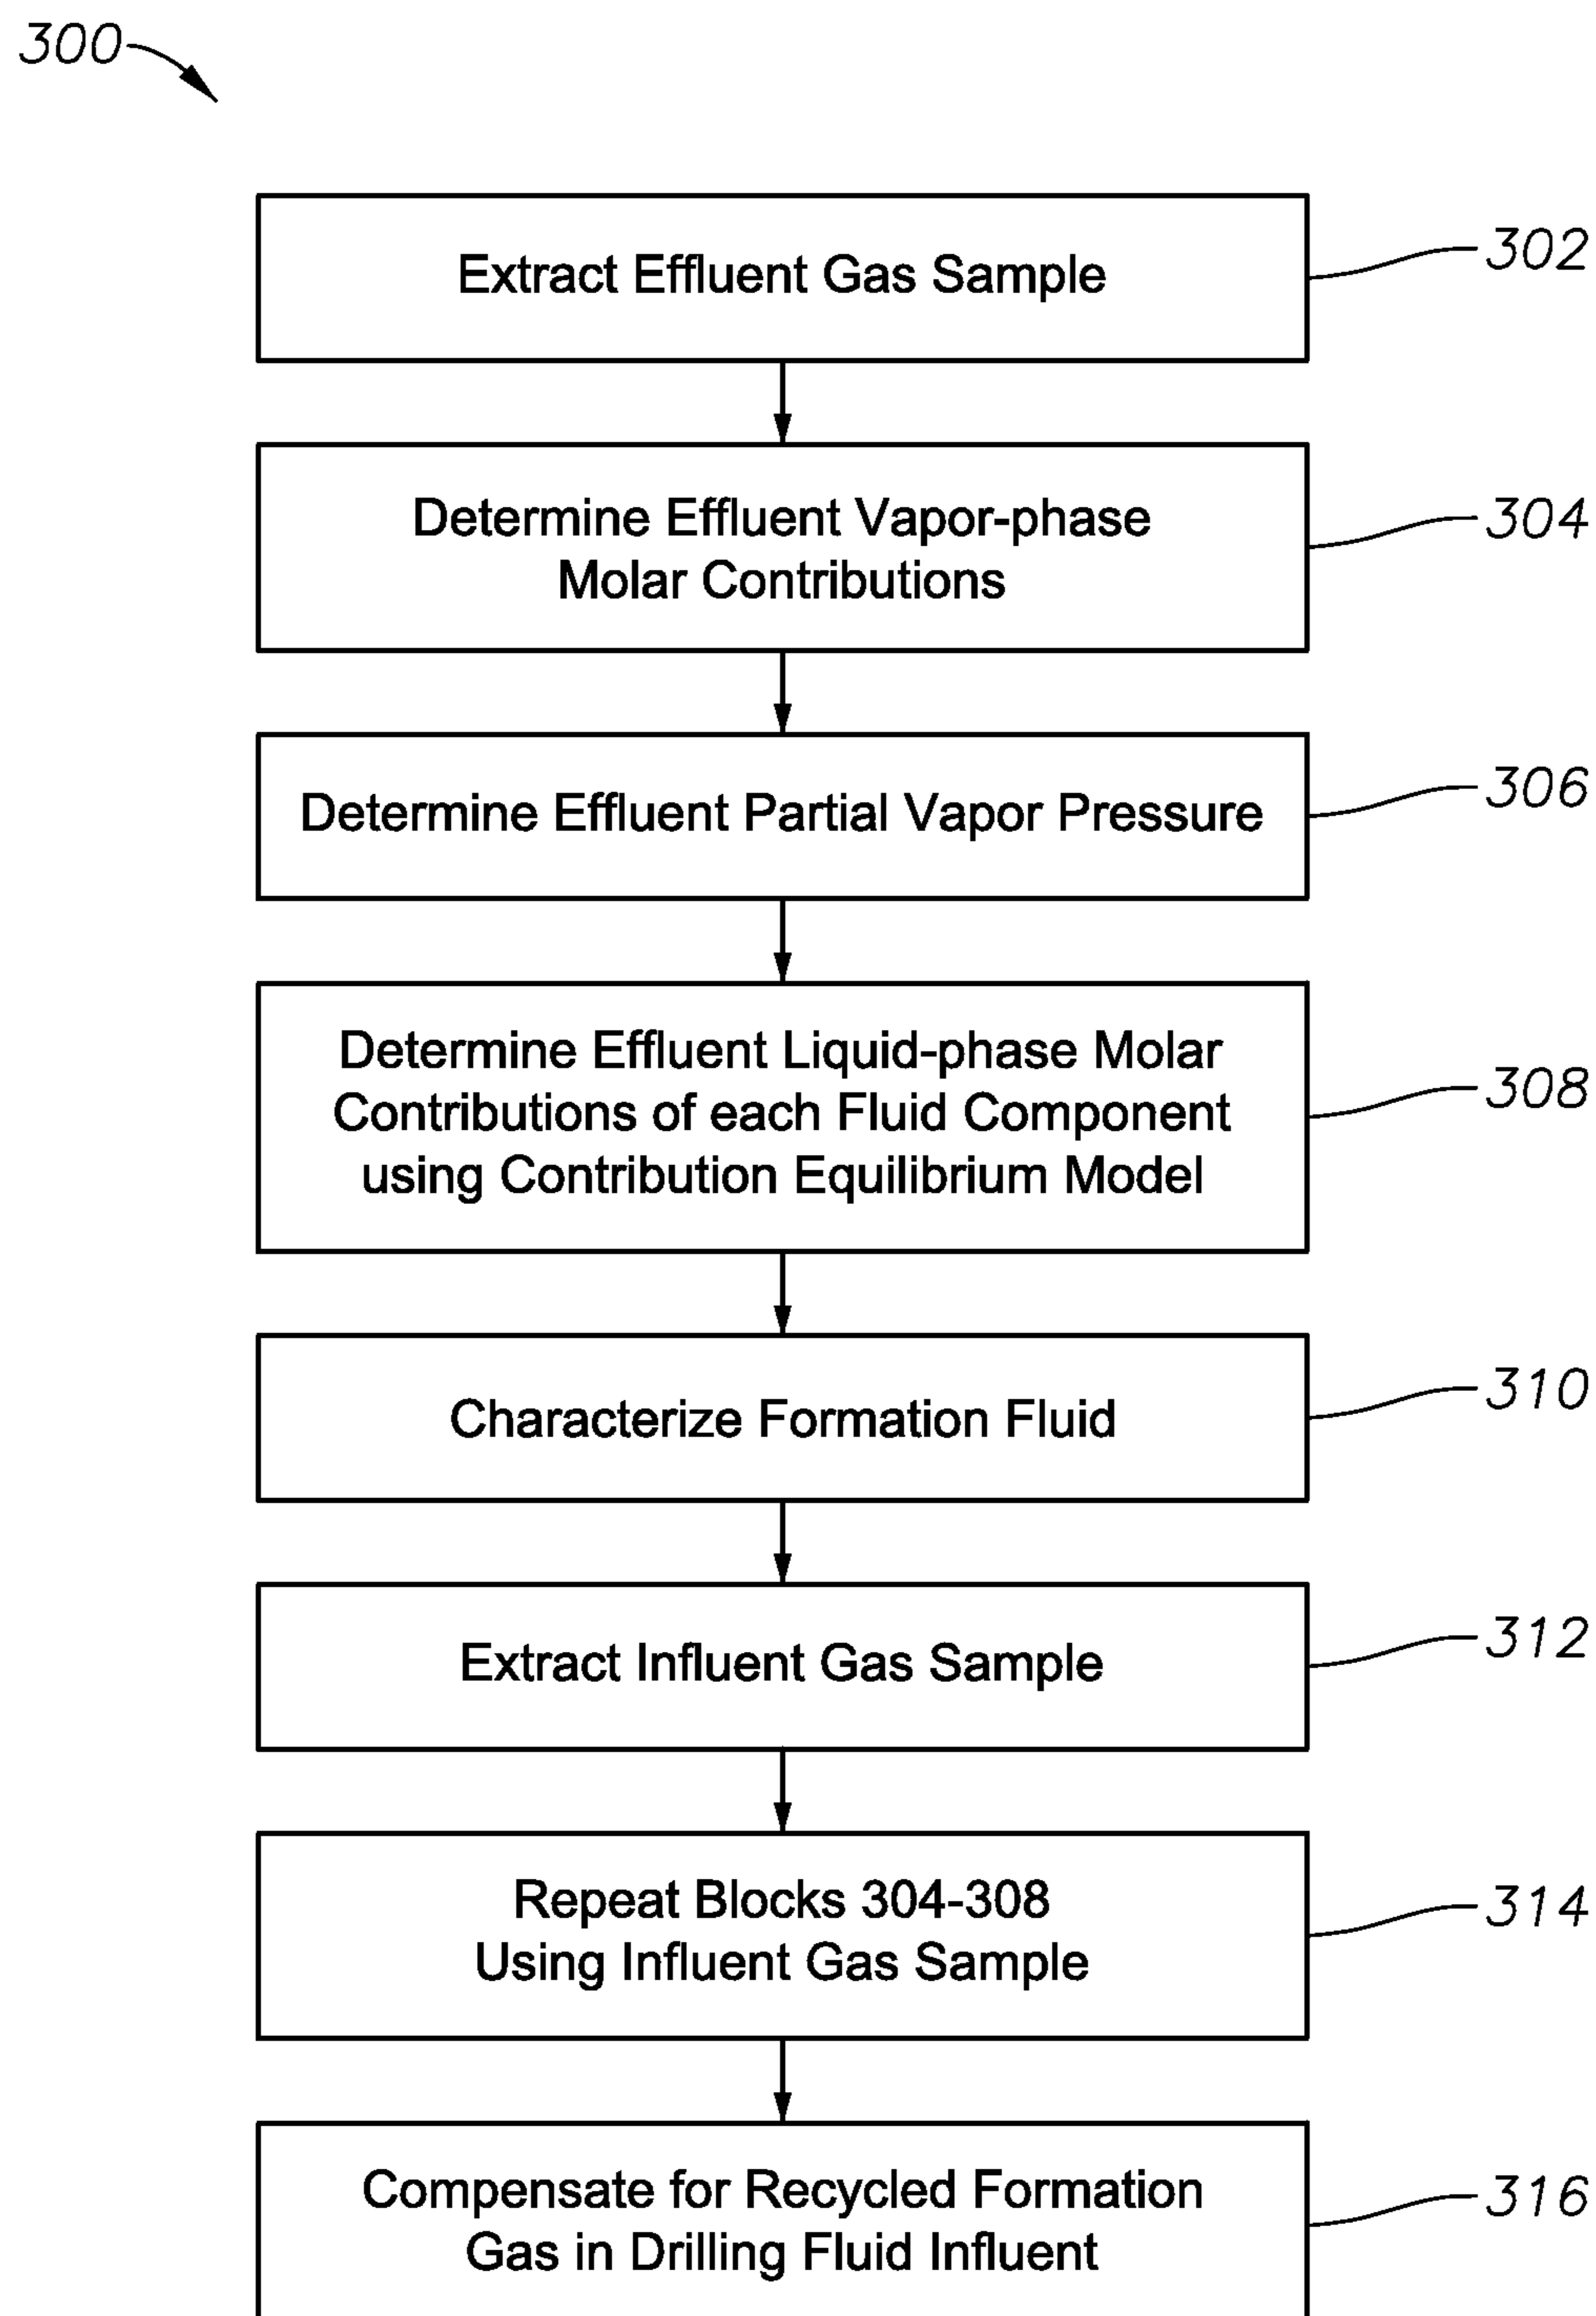 300
Extract Effluent Gas Sample
302
Determine Effluent Vapor-phase
Molar Contributions
304
Determine Effluent Partial Vapor Pressure
306
Determine Effluent Liquid-phase Molar
Contributions of each Fluid Component
using Contribution Equilibrium Model
308
Characterize Formation Fluid
310
Extract Influent Gas Sample
312
Repeat Blocks 304-308
Using Influent Gas Sample
314
Compensate for Recycled Formation
Gas in Drilling Fluid Influent
316